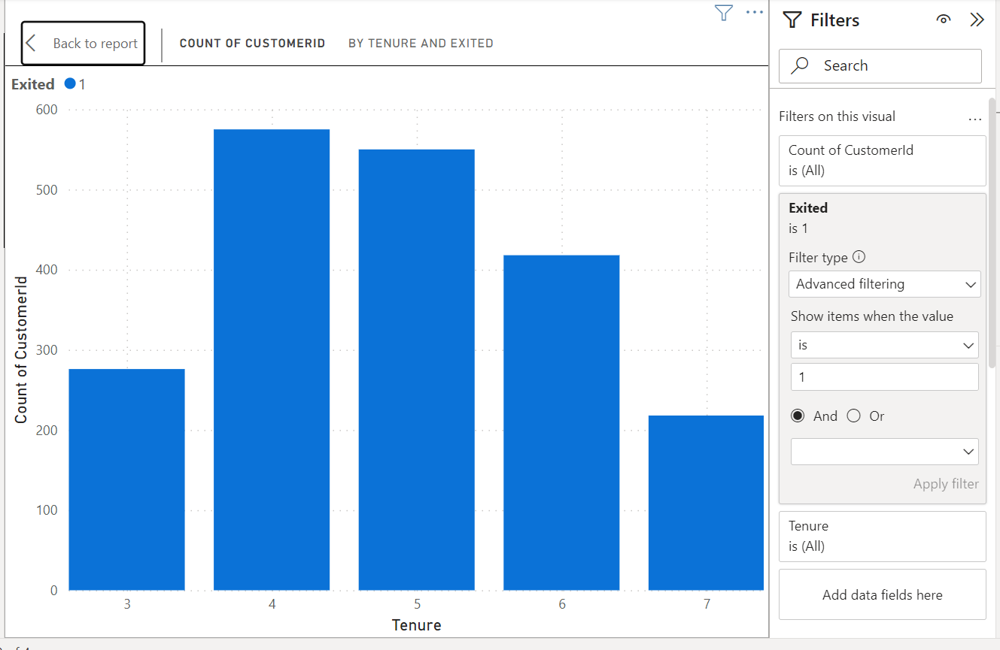 Back to report
COUNT OF CUSTOMERID BY TENURE AND EXITED
Exited 1
600
500
400
300
200
100
0
Count of CustomerId
3 4 5 6 7
Tenure
Filters
Search
Filters on this visual ...
Count of CustomerId
is (All)
Exited
is 1
Filter type
Advanced filtering
Show items when the value
is
1
And Or
Apply filter
Tenure
is (All)
Add data fields here